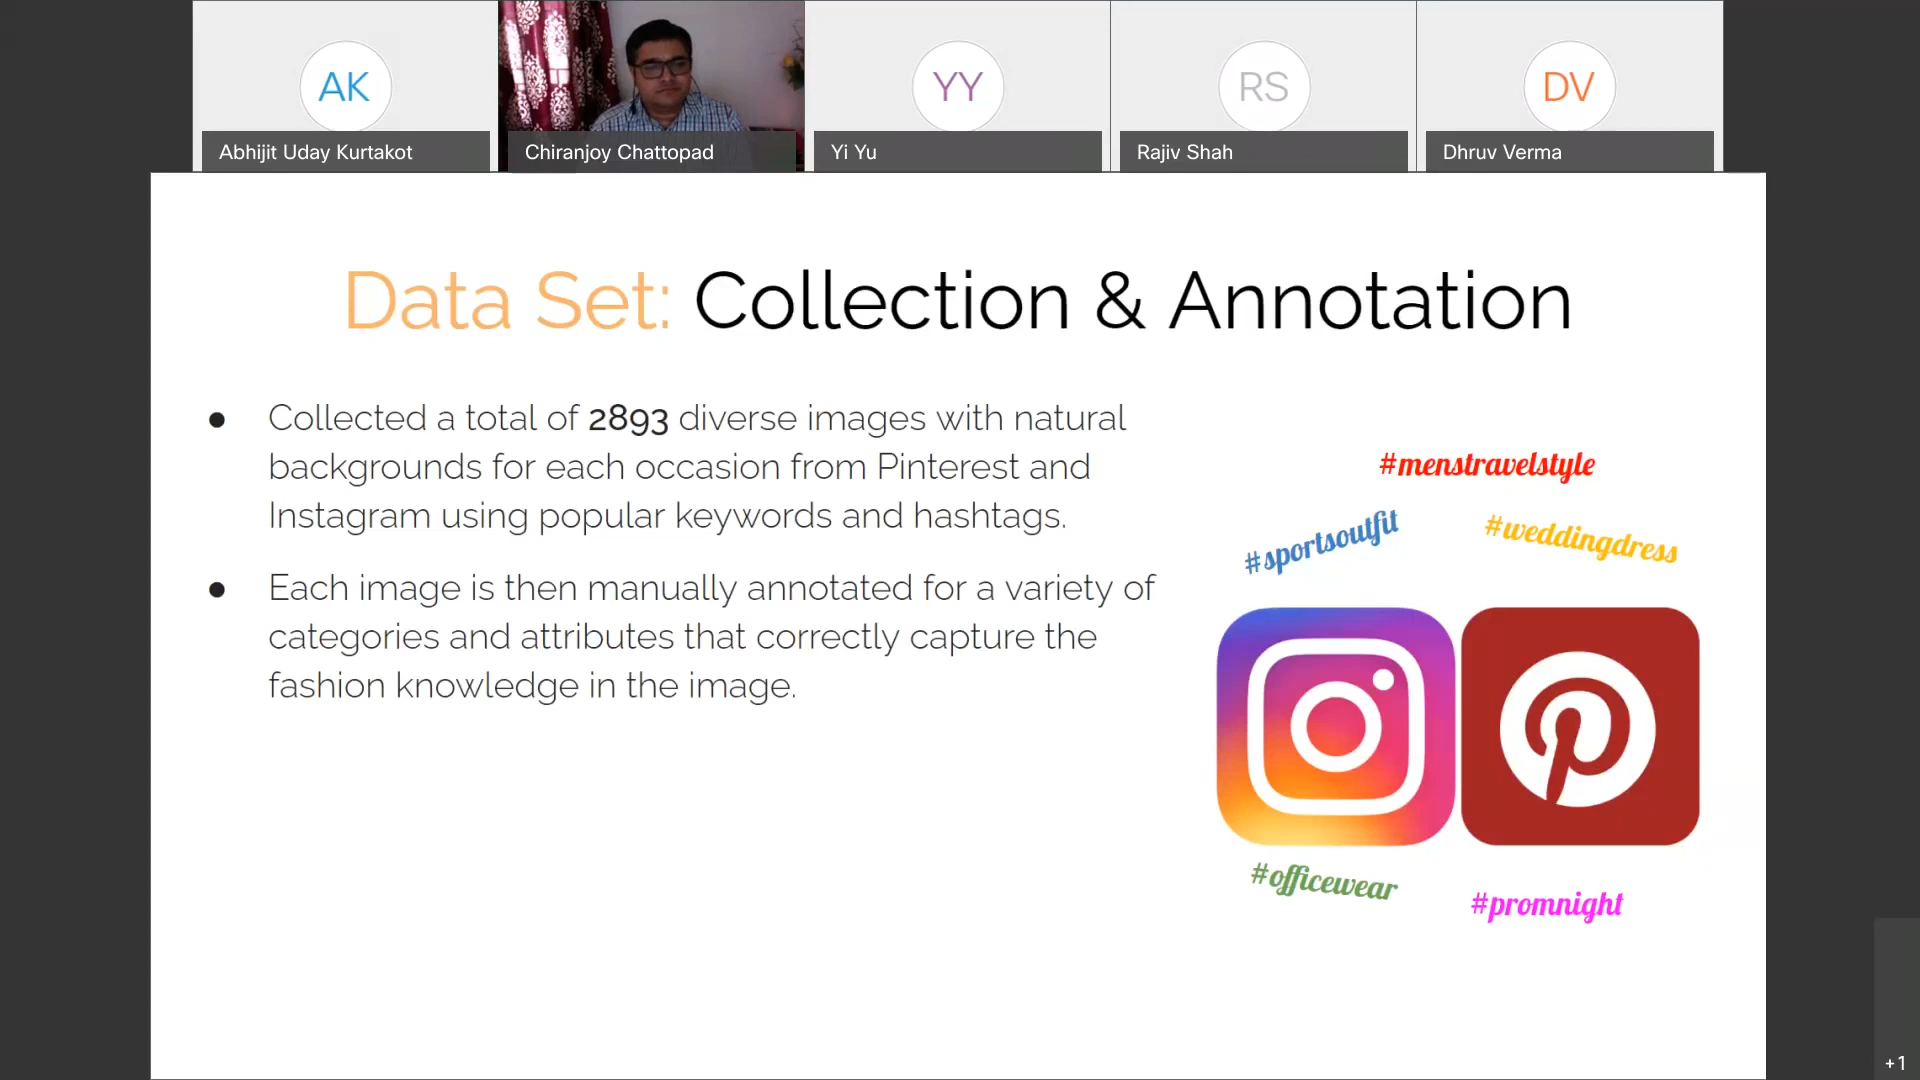 AK
YY
RS
DV
Abhijit Uday Kurtakot
Chiranjoy Chattopad
Yi Yu
Rajiv Shah
Dhruv Verma
Data Set: Collection & Annotation
● Collected a total of 2893 diverse images with natural
backgrounds for each occasion from Pinterest and
Instagram using popular keywords and hashtags.
● Each image is then manually annotated for a variety of
categories and attributes that correctly capture the
fashion knowledge in the image.
#menstravelstyle
#sportsoutfit
#weddingdress
#officewear
#promnight
+1